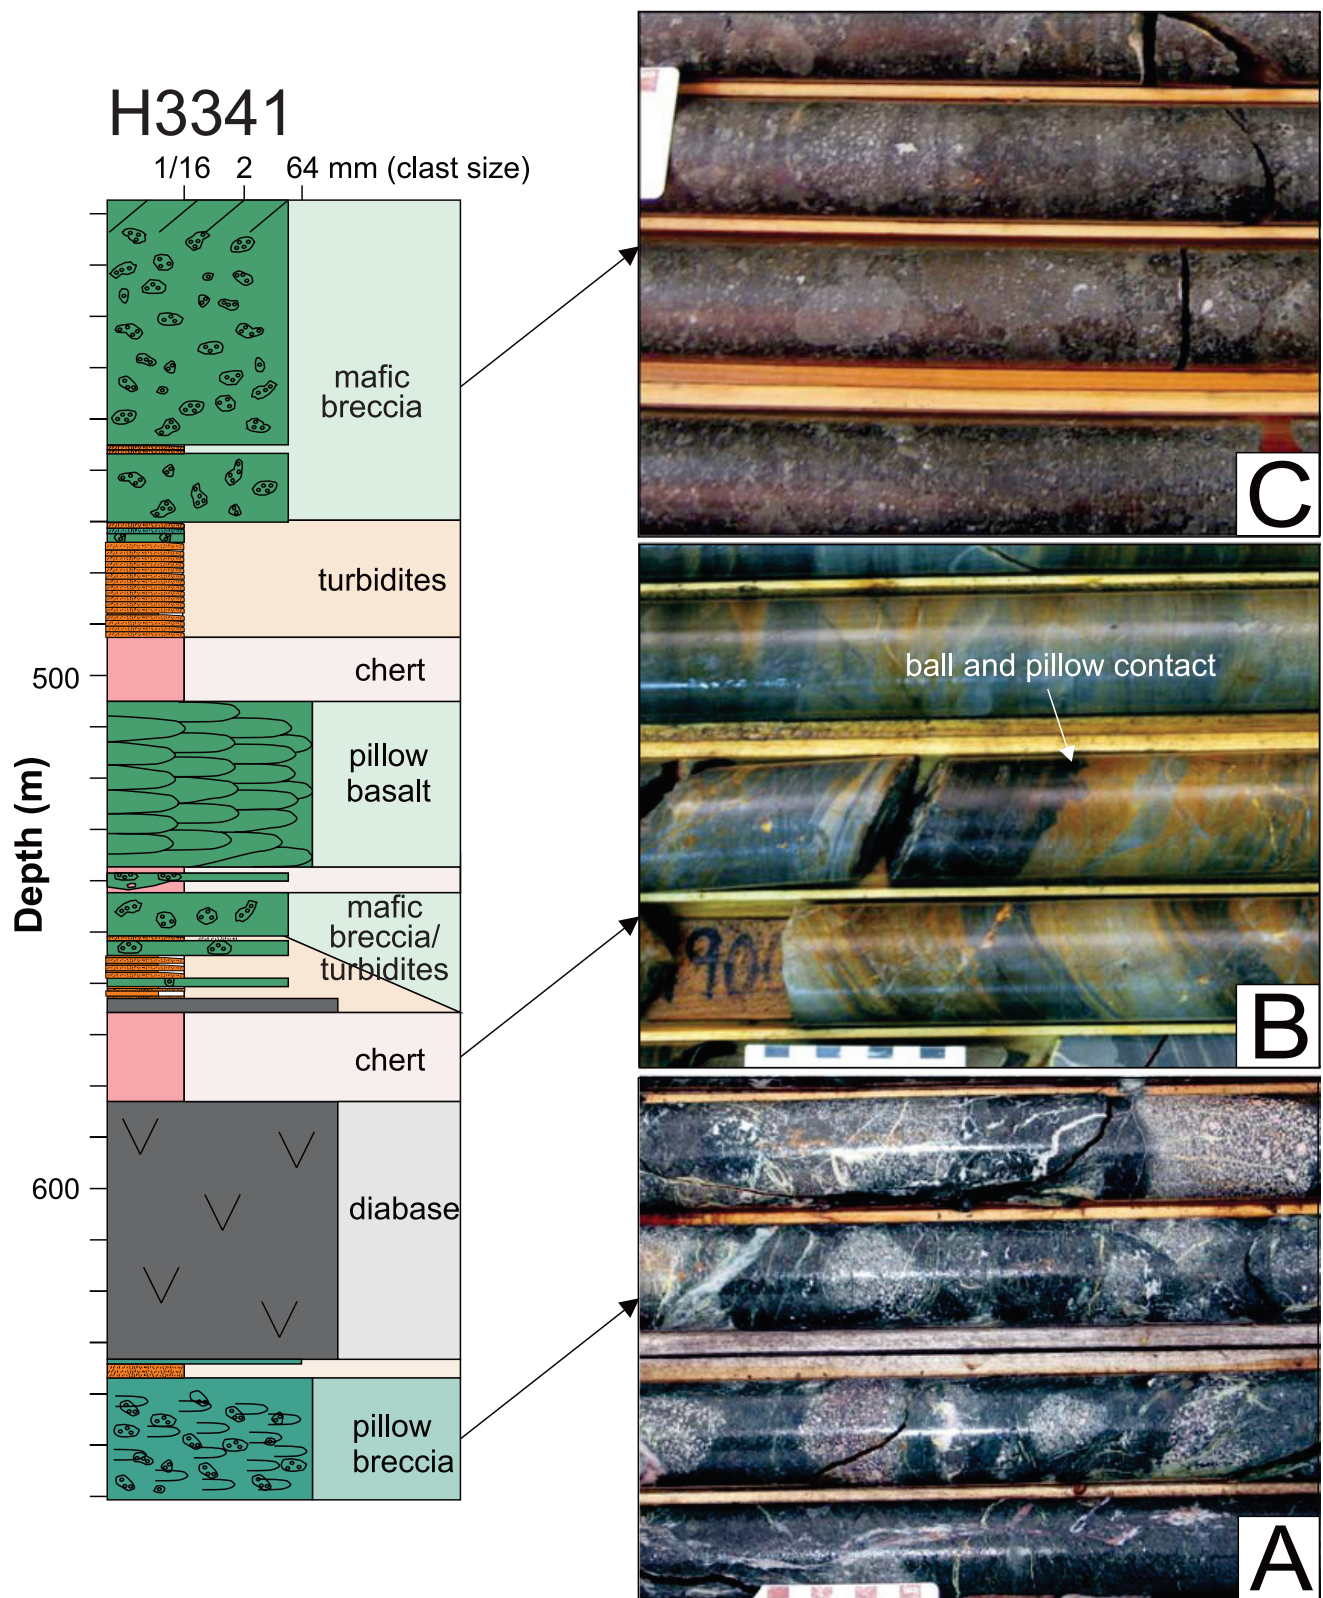 H3341
1/16 2 64 mm (clast size)
mafic
breccia
turbidites
chert
500
pillow
basalt
Depth (m)
mafic
breccia/
turbidites
chert
600
diabase
pillow
breccia
C
ball and pillow contact
B
A